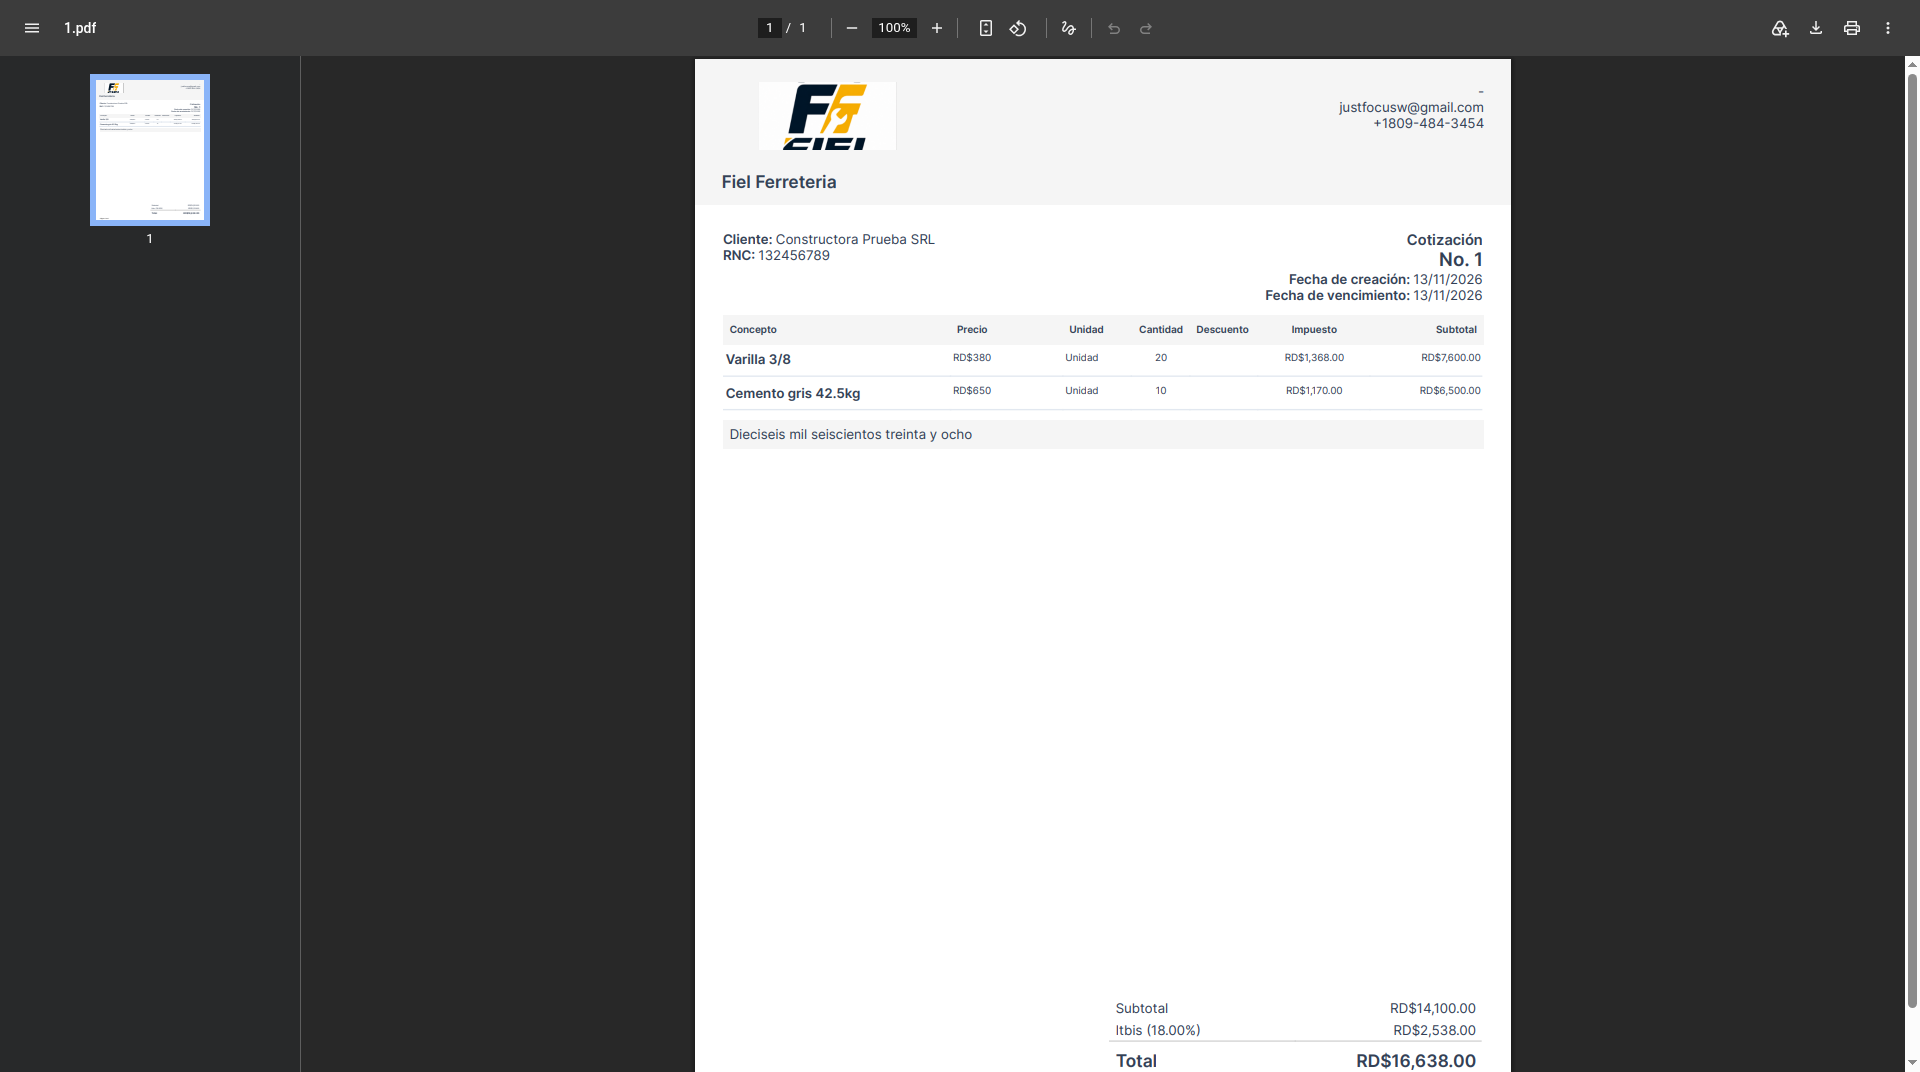 1.pdf
1 / 1
100%
1
FF
FIEL
-
justfocusw@gmail.com
+1809-484-3454
Fiel Ferreteria
Cliente: Constructora Prueba SRL
RNC: 132456789
Cotización
No. 1
Fecha de creación: 13/11/2026
Fecha de vencimiento: 13/11/2026
Concepto Precio Unidad Cantidad Descuento Impuesto Subtotal
Varilla 3/8 RD$380 Unidad 20 RD$1,368.00 RD$7,600.00
Cemento gris 42.5kg RD$650 Unidad 10 RD$1,170.00 RD$6,500.00
Dieciseis mil seiscientos treinta y ocho
Subtotal RD$14,100.00
Itbis (18.00%) RD$2,538.00
Total RD$16,638.00